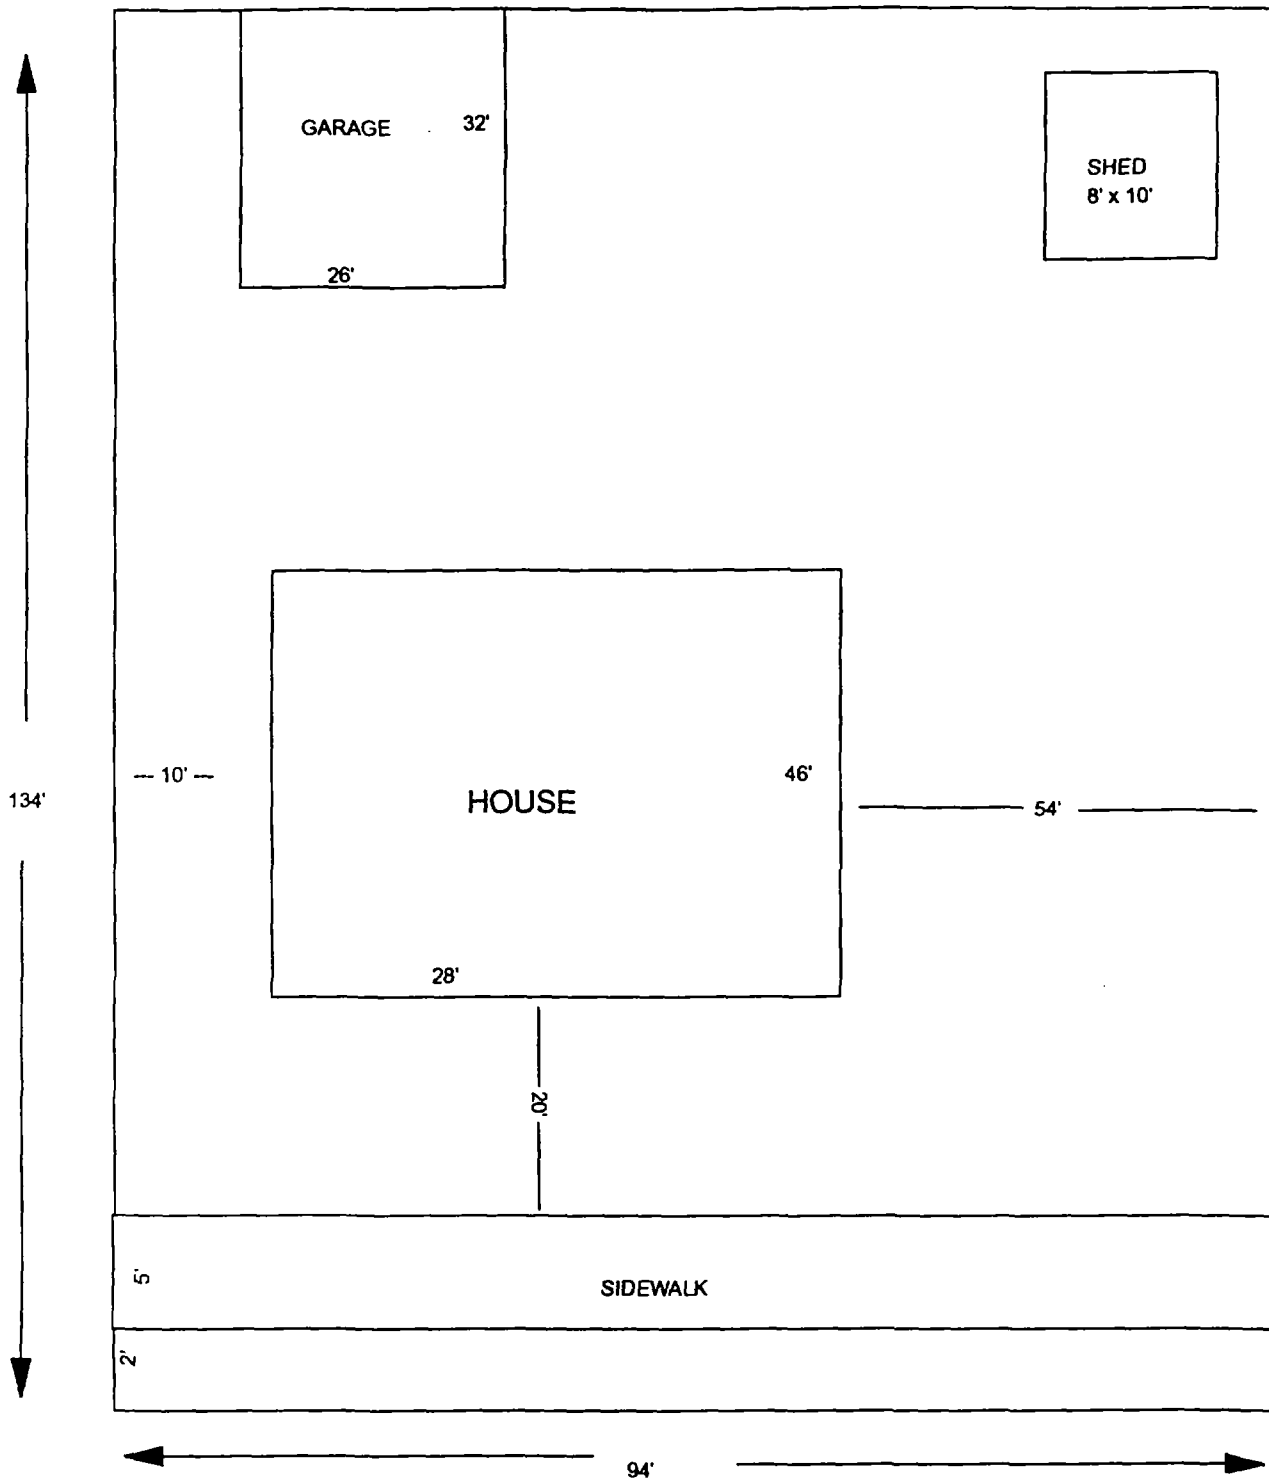 GARAGE
32'
SHED
8' x 10'
26'
--- 10' ---
46'
134'
HOUSE
54'
28'
20'
5'
SIDEWALK
2'
94'